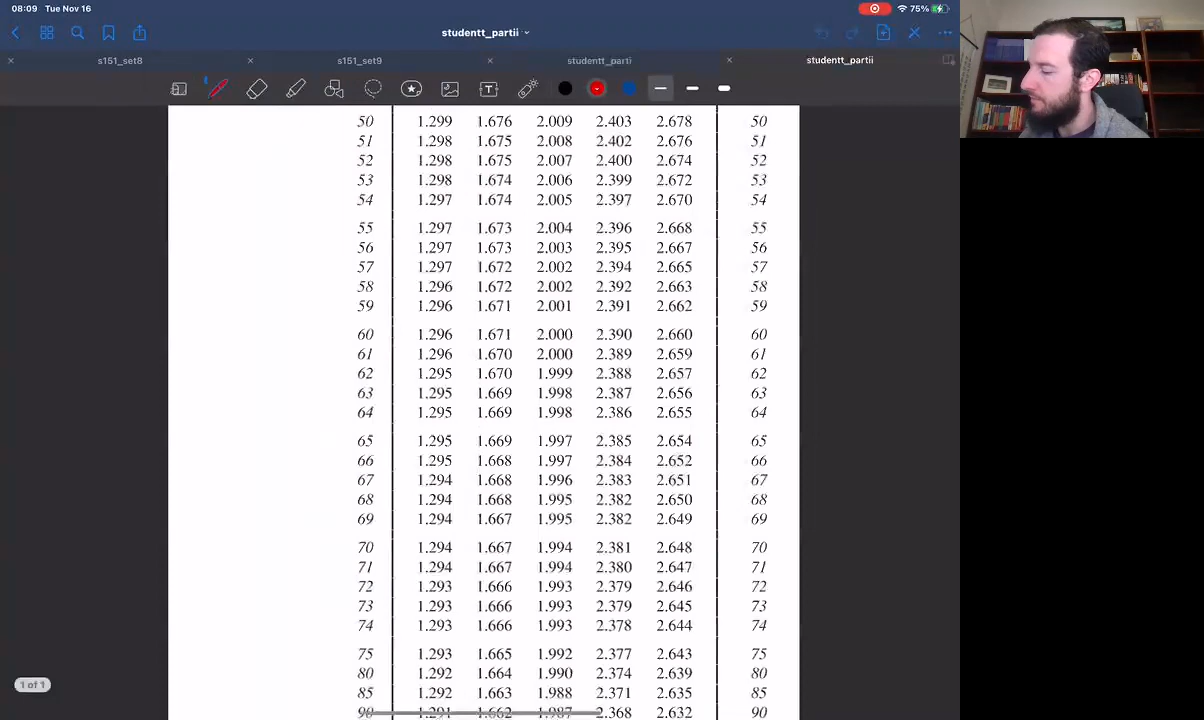 08:09 Tue Nov 16
75%
studentt_partii
s151_set8
s151_set9
studentt_parti
studentt_partii
50 1.299 1.676 2.009 2.403 2.678 50
51 1.298 1.675 2.008 2.402 2.676 51
52 1.298 1.675 2.007 2.400 2.674 52
53 1.298 1.674 2.006 2.399 2.672 53
54 1.297 1.674 2.005 2.397 2.670 54
55 1.297 1.673 2.004 2.396 2.668 55
56 1.297 1.673 2.003 2.395 2.667 56
57 1.297 1.672 2.002 2.394 2.665 57
58 1.296 1.672 2.002 2.392 2.663 58
59 1.296 1.671 2.001 2.391 2.662 59
60 1.296 1.671 2.000 2.390 2.660 60
61 1.296 1.670 2.000 2.389 2.659 61
62 1.295 1.670 1.999 2.388 2.657 62
63 1.295 1.669 1.998 2.387 2.656 63
64 1.295 1.669 1.998 2.386 2.655 64
65 1.295 1.669 1.997 2.385 2.654 65
66 1.295 1.668 1.997 2.384 2.652 66
67 1.294 1.668 1.996 2.383 2.651 67
68 1.294 1.668 1.995 2.382 2.650 68
69 1.294 1.667 1.995 2.382 2.649 69
70 1.294 1.667 1.994 2.381 2.648 70
71 1.294 1.667 1.994 2.380 2.647 71
72 1.293 1.666 1.993 2.379 2.646 72
73 1.293 1.666 1.993 2.379 2.645 73
74 1.293 1.666 1.993 2.378 2.644 74
75 1.293 1.665 1.992 2.377 2.643 75
80 1.292 1.664 1.990 2.374 2.639 80
85 1.292 1.663 1.988 2.371 2.635 85
90 1.291 1.662 1.987 2.368 2.632 90
1 of 1